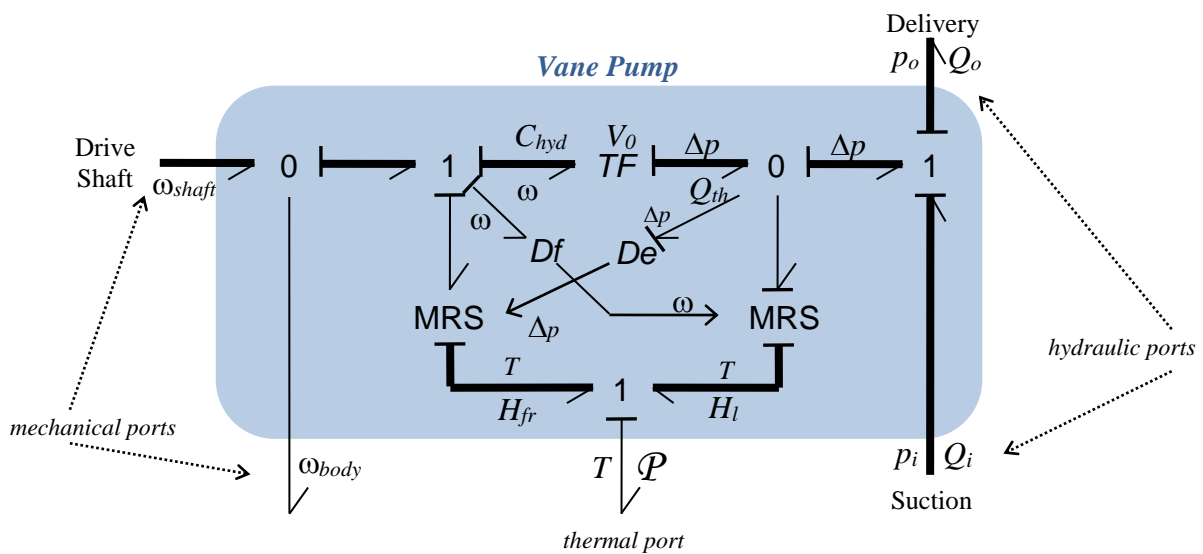 Delivery
p_o Q_o
Vane Pump
C_hyd V_0
Drive
Shaft
0 1 TF Δp 0 Δp 1
ω_shaft ω Q_th
ω Δp
Df De
MRS Δp ω MRS
hydraulic ports
T T
1
H_fr H_l
mechanical ports
ω_body T 𝒫 p_i Q_i
Suction
thermal port